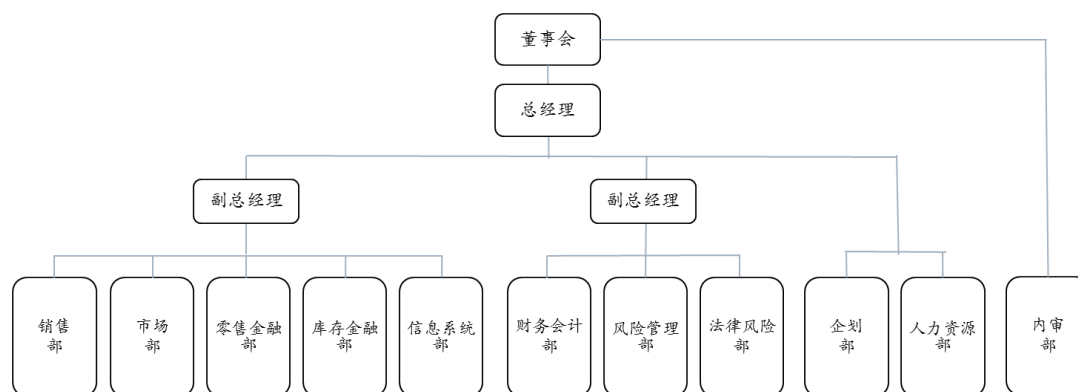 董事会
总经理
副总经理
副总经理
销售
部
市场
部
零售金融
部
库存金融
部
信息系统
部
财务会计
部
风险管理
部
法律风险
部
企划
部
人力资源
部
内审
部